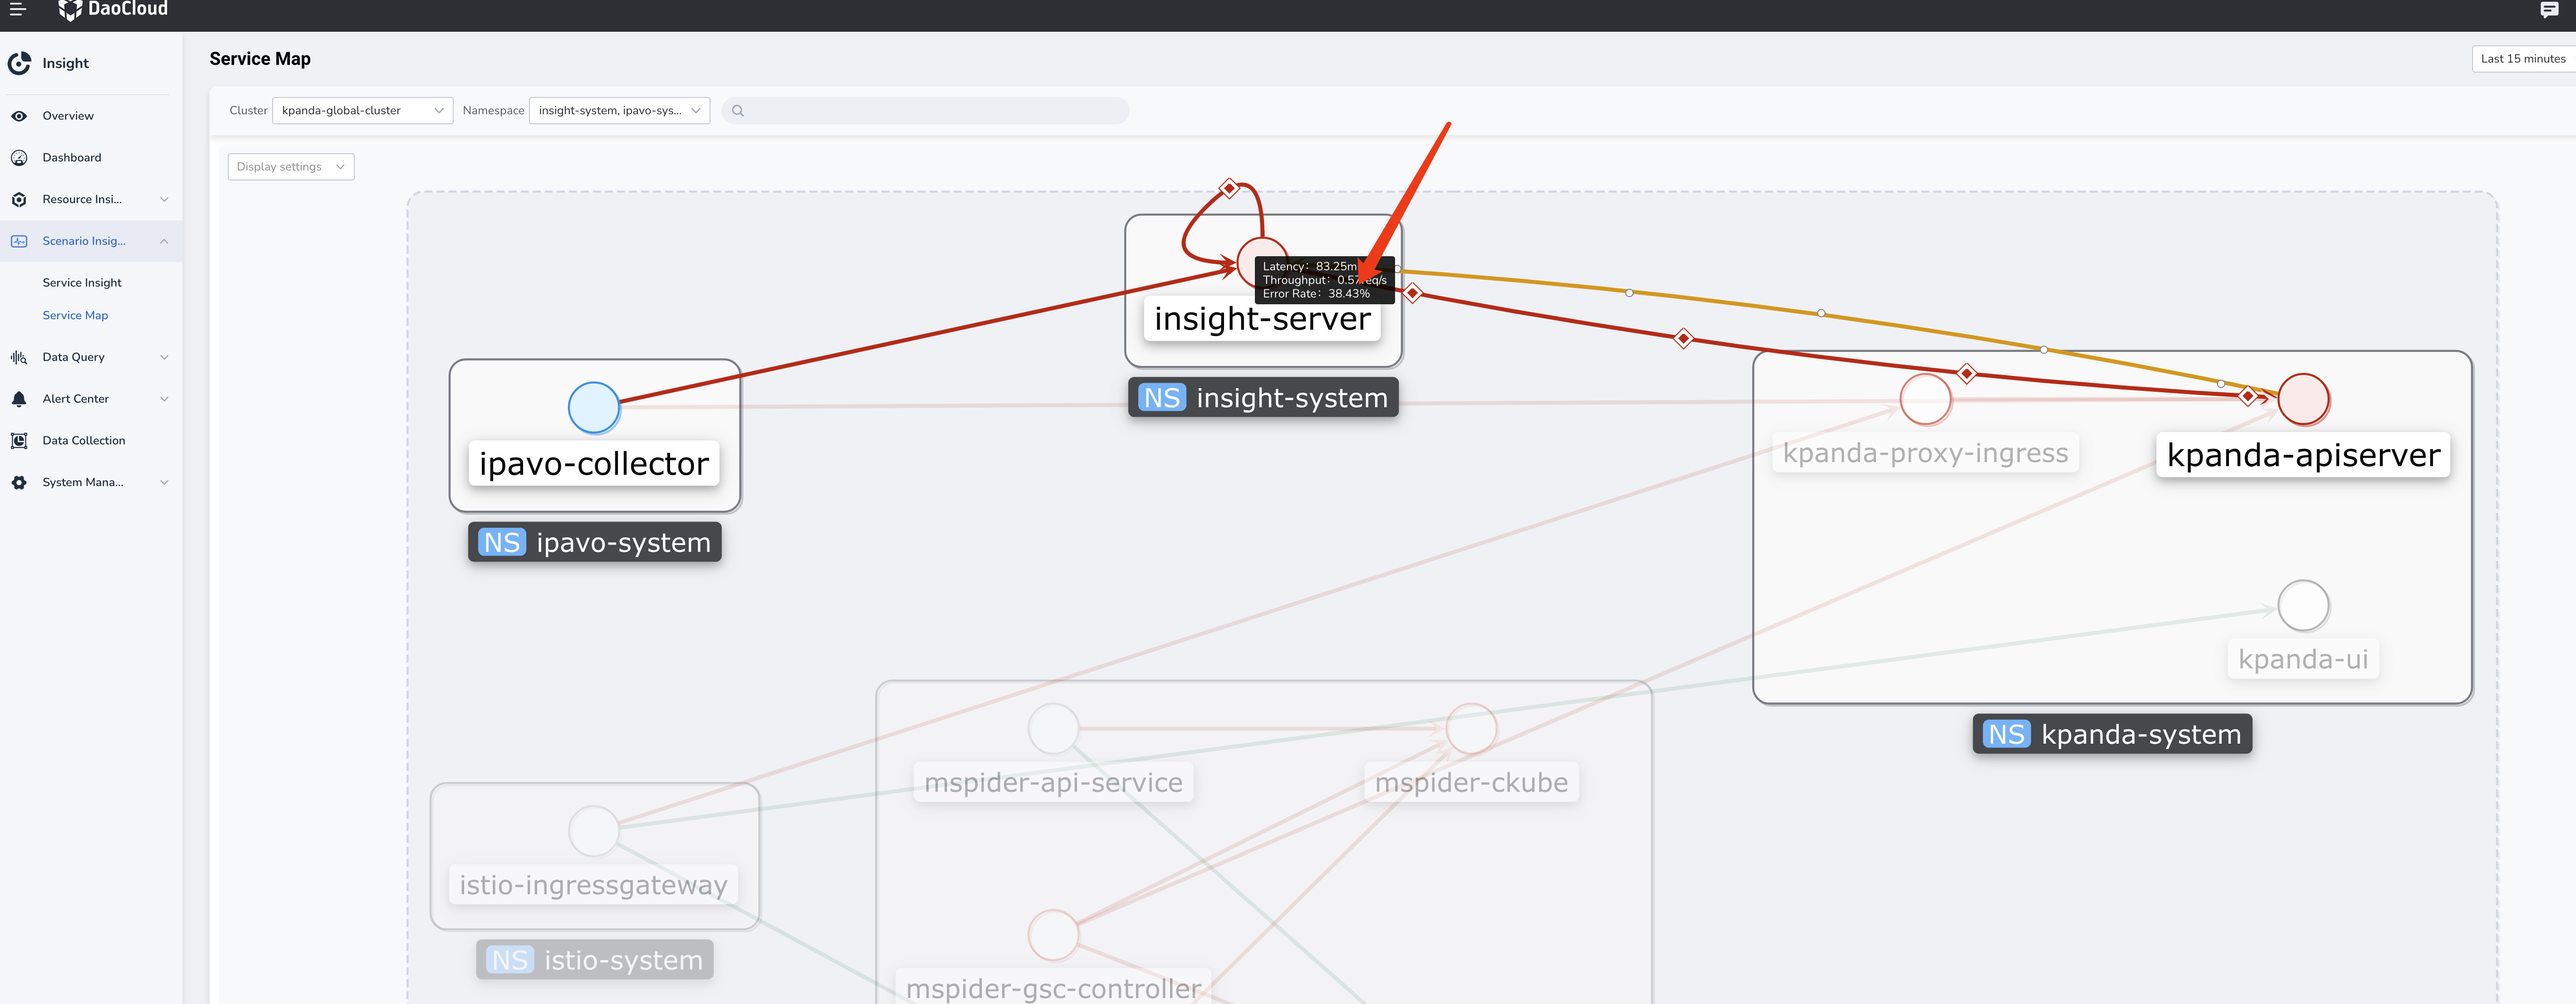 DaoCloud
Insight
Service Map
Last 15 minutes
Overview
Cluster
kpanda-global-cluster
Namespace
insight-system, ipavo-sys...
Dashboard
Display settings
Resource Insi...
Scenario Insig...
Service Insight
Service Map
Data Query
Alert Center
Data Collection
System Mana...
Latency: 83.25m
Throughput: 0.57
Error Rate: 38.43%
insight-server
NS insight-system
ipavo-collector
NS ipavo-system
kpanda-proxy-ingress
kpanda-apiserver
kpanda-ui
NS kpanda-system
mspider-api-service
mspider-ckube
istio-ingressgateway
NS istio-system
mspider-gsc-controller